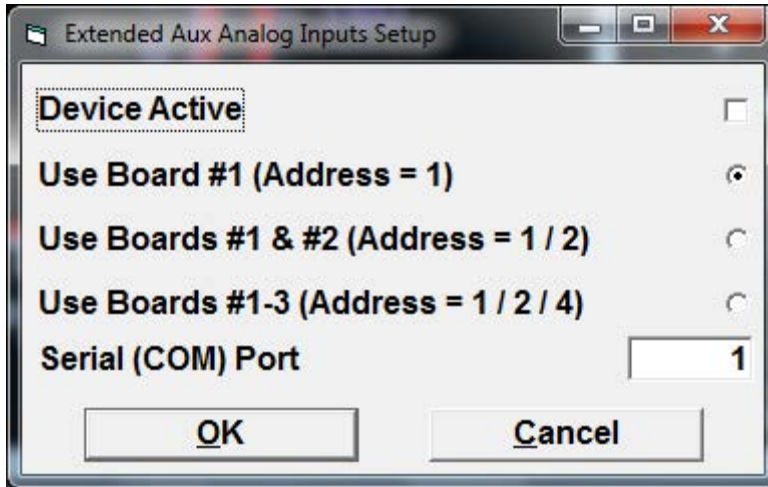 Extended Aux Analog Inputs Setup
Device Active
Use Board #1 (Address = 1)
Use Boards #1 & #2 (Address = 1 / 2)
Use Boards #1-3 (Address = 1 / 2 / 4)
Serial (COM) Port 1
OK Cancel